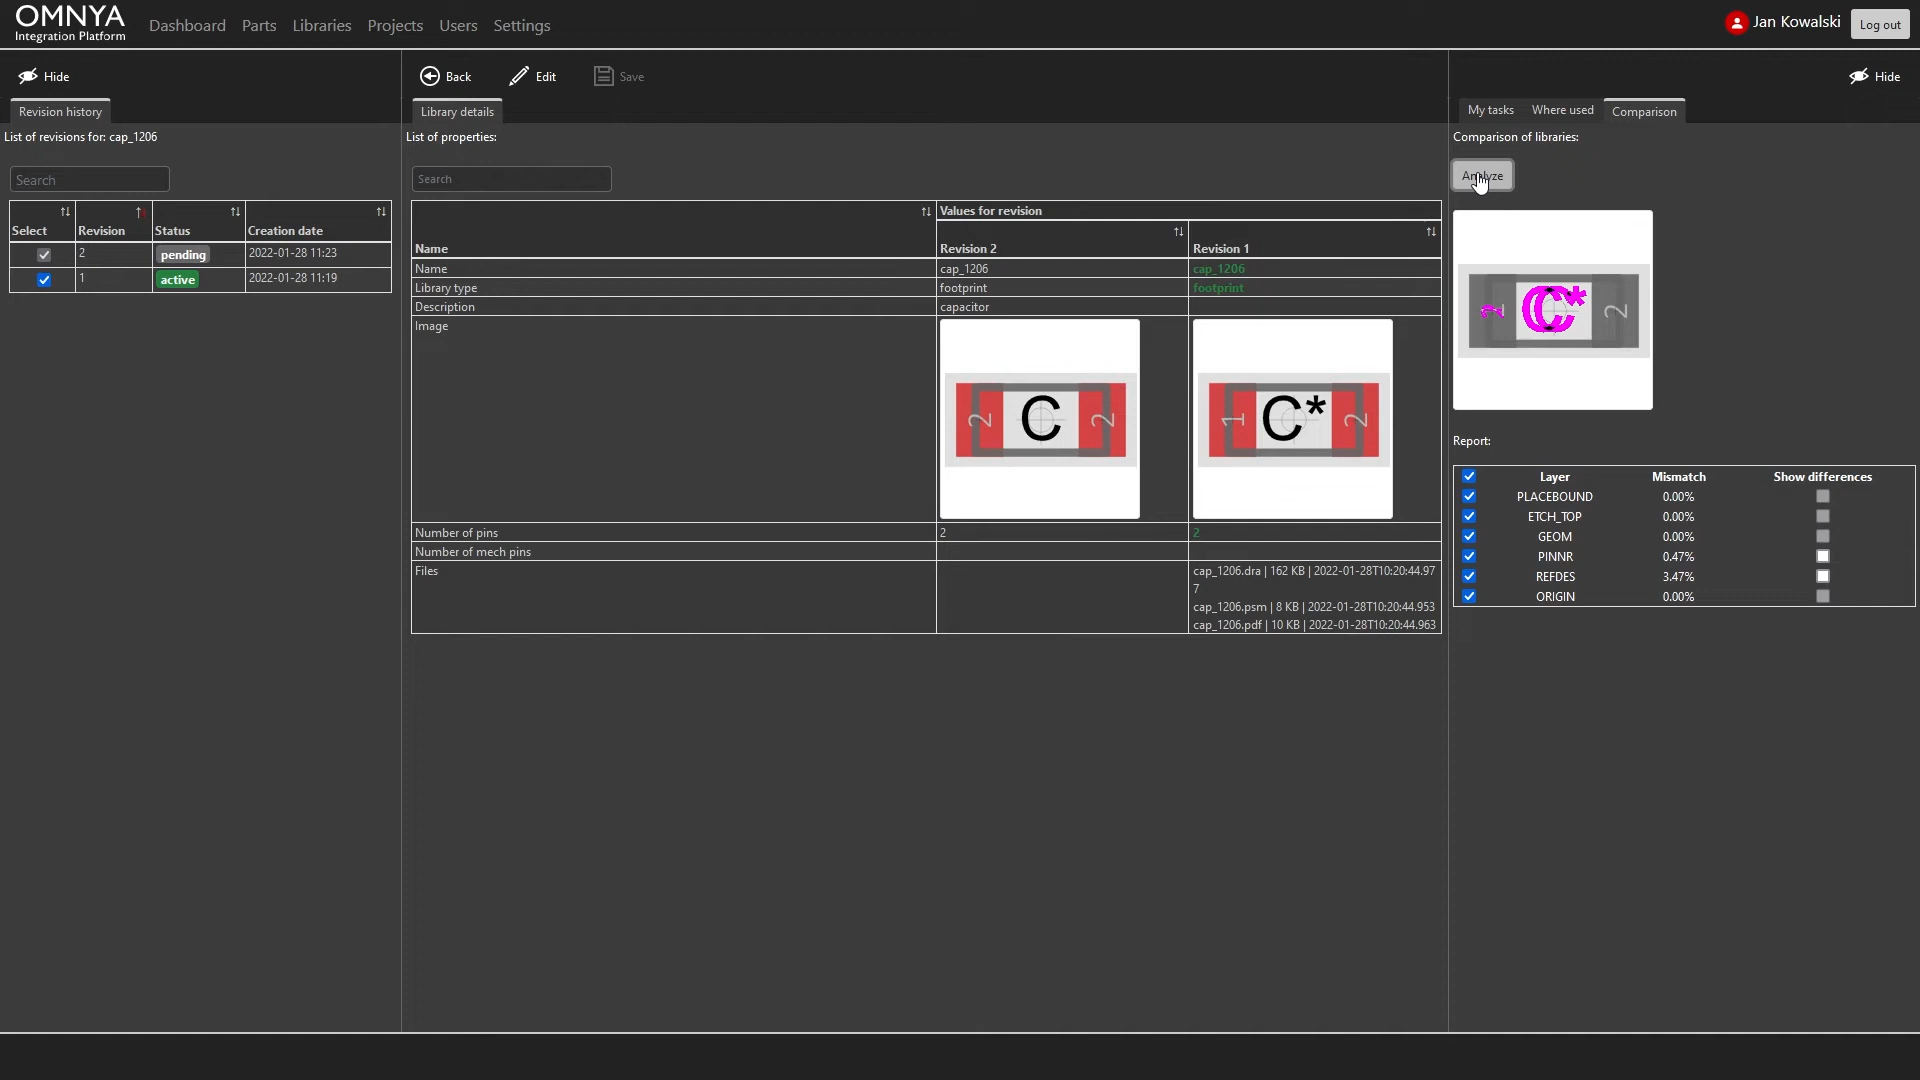 OMNYA
Integration Platform
Dashboard Parts Libraries Projects Users Settings
Jan Kowalski
Log out
Hide
Back Edit Save
Hide
Revision history
Library details
My tasks Where used Comparison
List of revisions for: cap_1206
List of properties:
Comparison of libraries:
Search
Search
Analyze
Select Revision Status Creation date
2 pending 2022-01-28 11:23
1 active 2022-01-28 11:19
Values for revision
Name Revision 2 Revision 1
Name cap_1206 cap_1206
Library type footprint footprint
Description capacitor
Image
2 C 2
1 C* 2
Number of pins 2 2
Number of mech pins
Files
cap_1206.dra | 162 KB | 2022-01-28T10:20:44.97
7
cap_1206.psm | 8 KB | 2022-01-28T10:20:44.953
cap_1206.pdf | 10 KB | 2022-01-28T10:20:44.963
C C* 2
Report:
Layer Mismatch Show differences
PLACEBOUND 0.00%
ETCH_TOP 0.00%
GEOM 0.00%
PINNR 0.47%
REFDES 3.47%
ORIGIN 0.00%